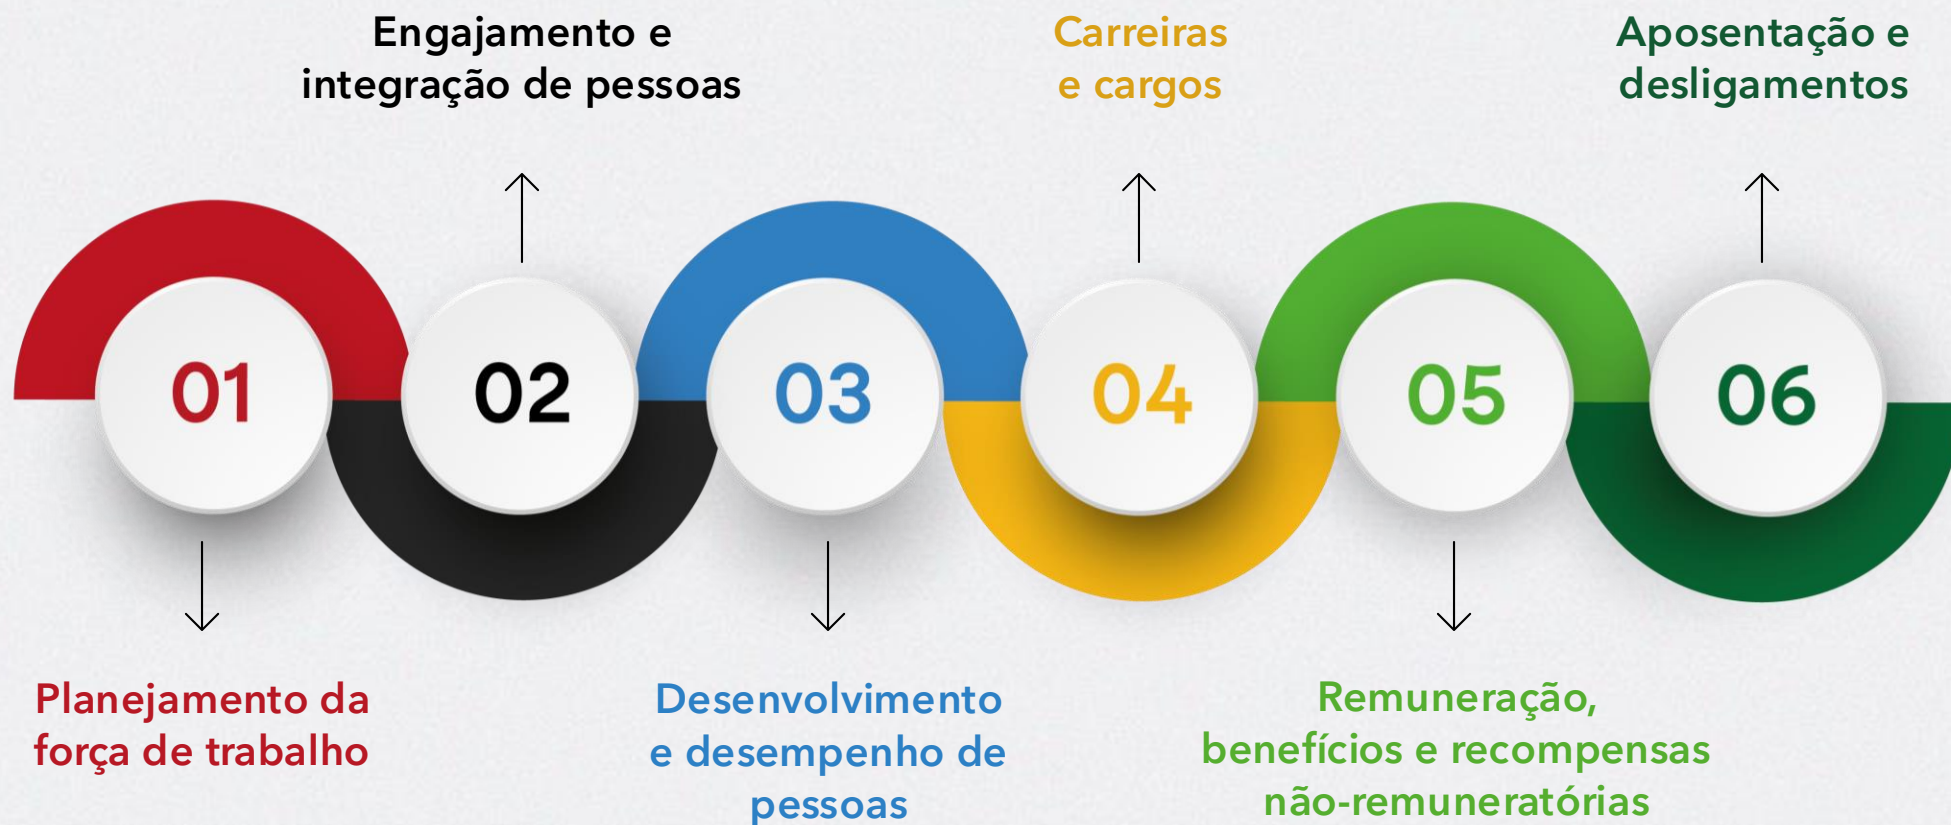 Engajamento e
integração de pessoas
Carreiras
e cargos
Aposentação e
desligamentos
01
02
03
04
05
06
Planejamento da
força de trabalho
Desenvolvimento
e desempenho de
pessoas
Remuneração,
benefícios e recompensas
não-remuneratórias